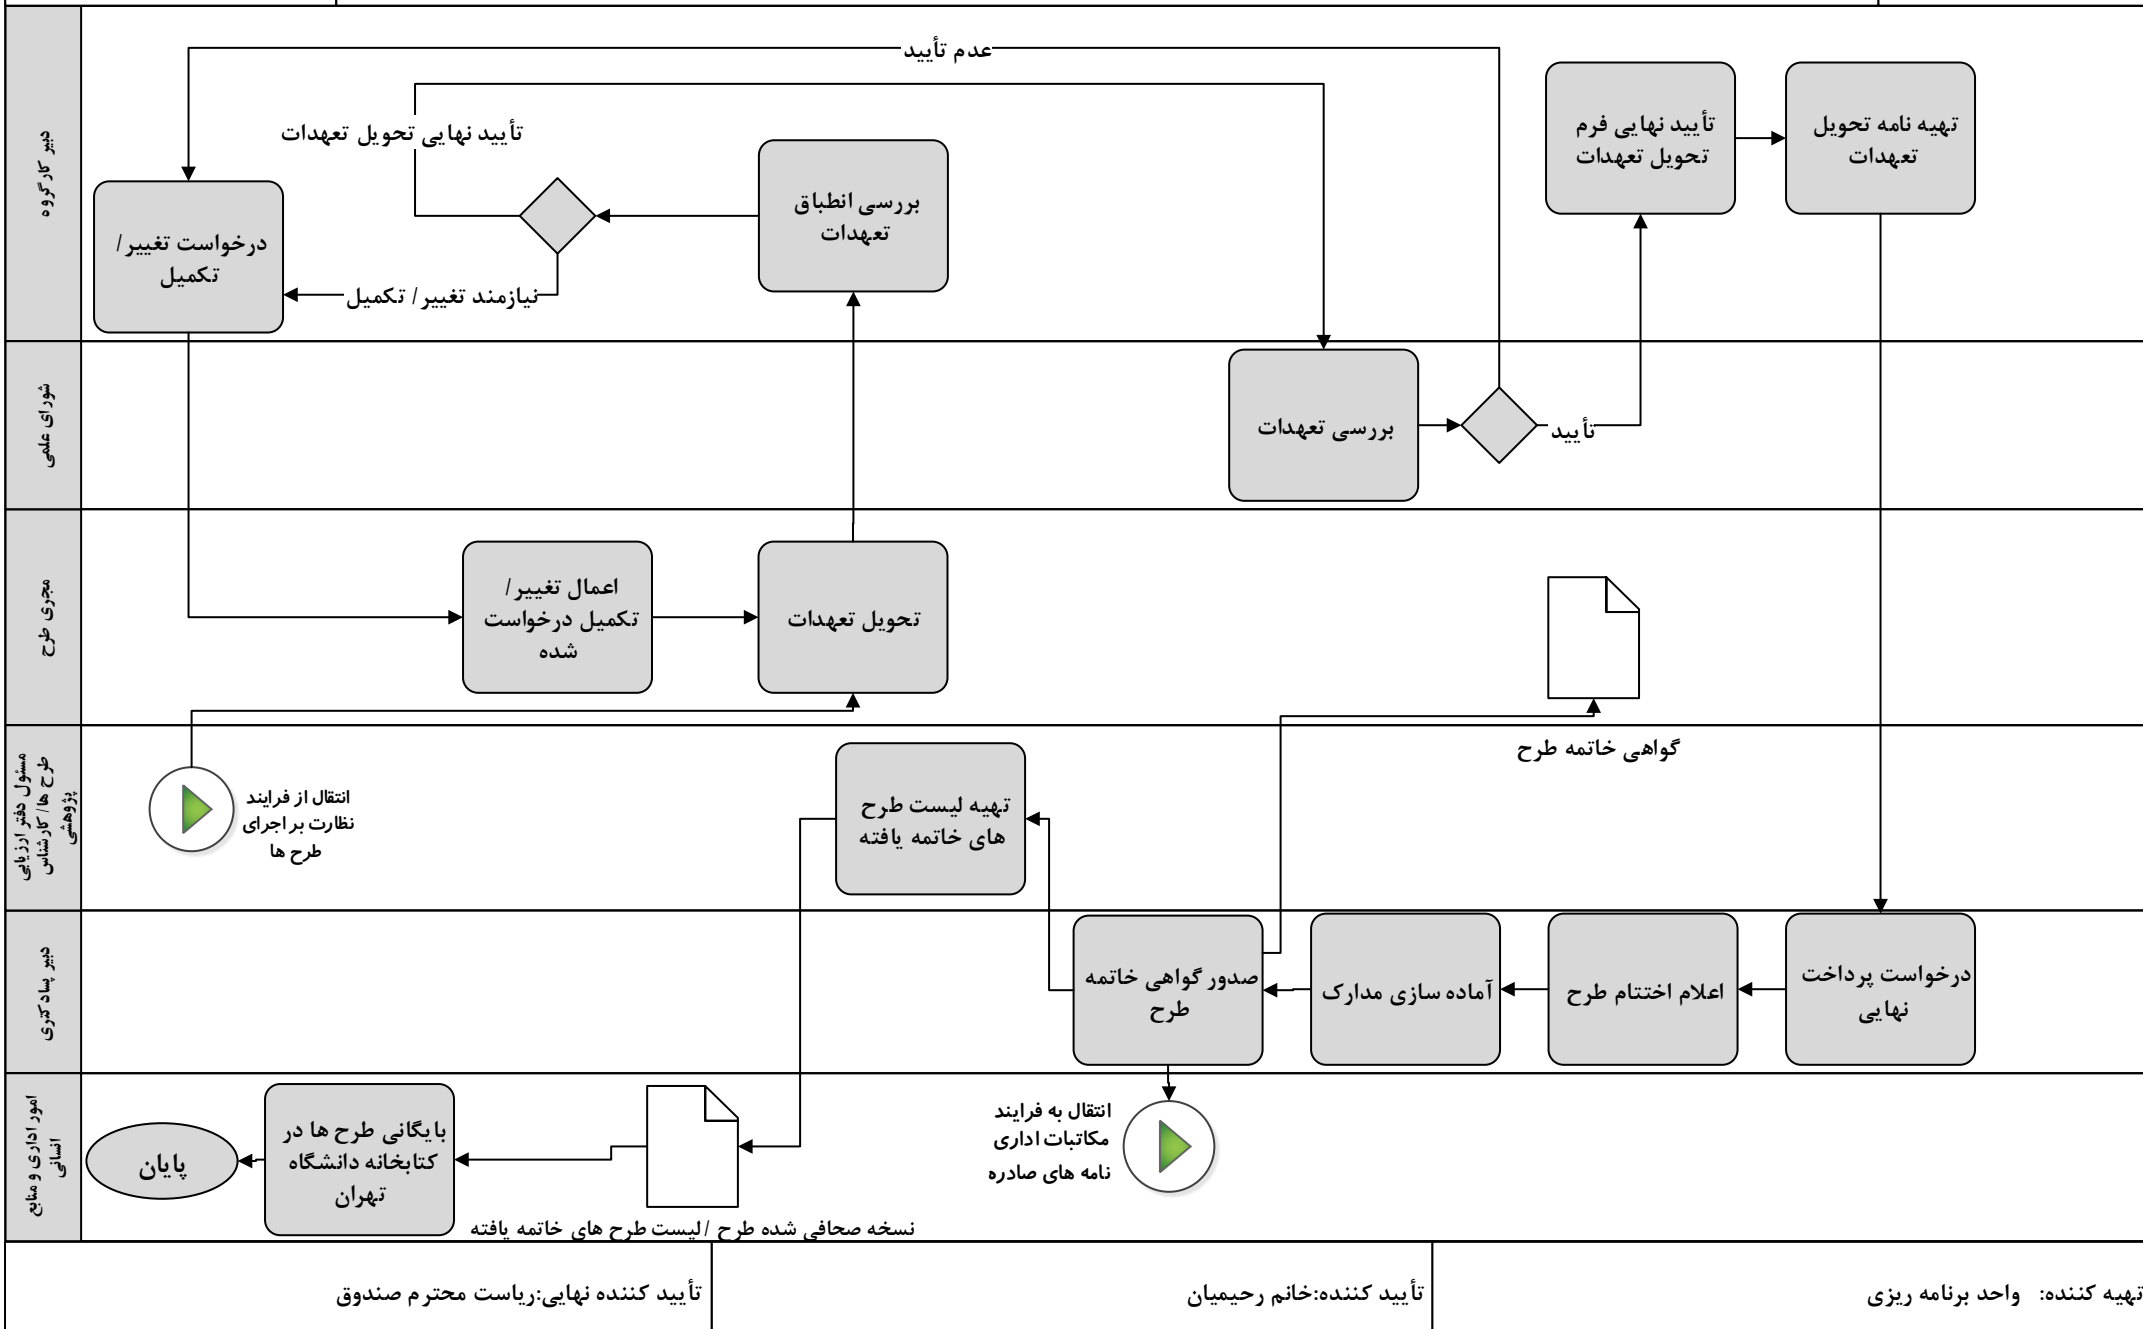 دبیر کارگروه
عدم تأیید
تأیید نهایی تحویل تعهدات
نیازمند تغییر/ تکمیل
درخواست تغییر/
تکمیل
بررسی انطباق
تعهدات
تأیید نهایی فرم
تحویل تعهدات
تهیه نامه تحویل
تعهدات
شورای علمی
بررسی تعهدات
تأیید
مجری طرح
اعمال تغییر/
تکمیل درخواست
شده
تحویل تعهدات
گواهی خاتمه طرح
مسئول دفتر ارزیابی
طرح ها/ کارشناس
پژوهشی
انتقال از فرایند
نظارت بر اجرای
طرح ها
تهیه لیست طرح
های خاتمه یافته
دبیر پسادکتری
درخواست پرداخت
نهایی
اعلام اختتام طرح
آماده سازی مدارک
صدور گواهی خاتمه
طرح
امور اداری و منابع
انسانی
انتقال به فرایند
مکاتبات اداری
نامه های صادره
نسخه صحافی شده طرح /لیست طرح های خاتمه یافته
بایگانی طرح ها در
کتابخانه دانشگاه
تهران
پایان
تهیه کننده: واحد برنامه ریزی
تأیید کننده:خانم رحیمیان
تأیید کننده نهایی:ریاست محترم صندوق